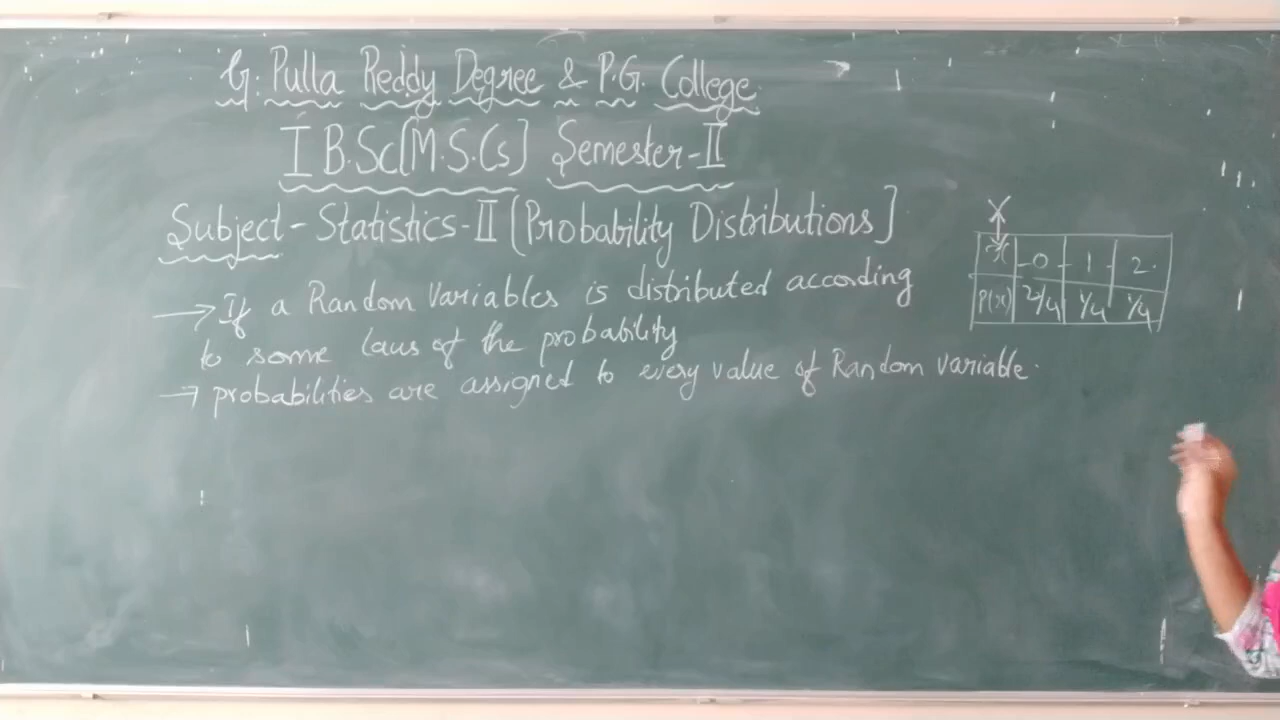 G. Pulla Reddy Degree & P.G. College
I B.Sc[M.S.Cs] Semester-II
Subject - Statistics-II [Probability Distributions]
→ If a Random Variables is distributed according
to some laws of the probability
→ probabilities are assigned to every value of Random variable.
X
x 0 1 2
P(x) 2/4 1/4 1/4